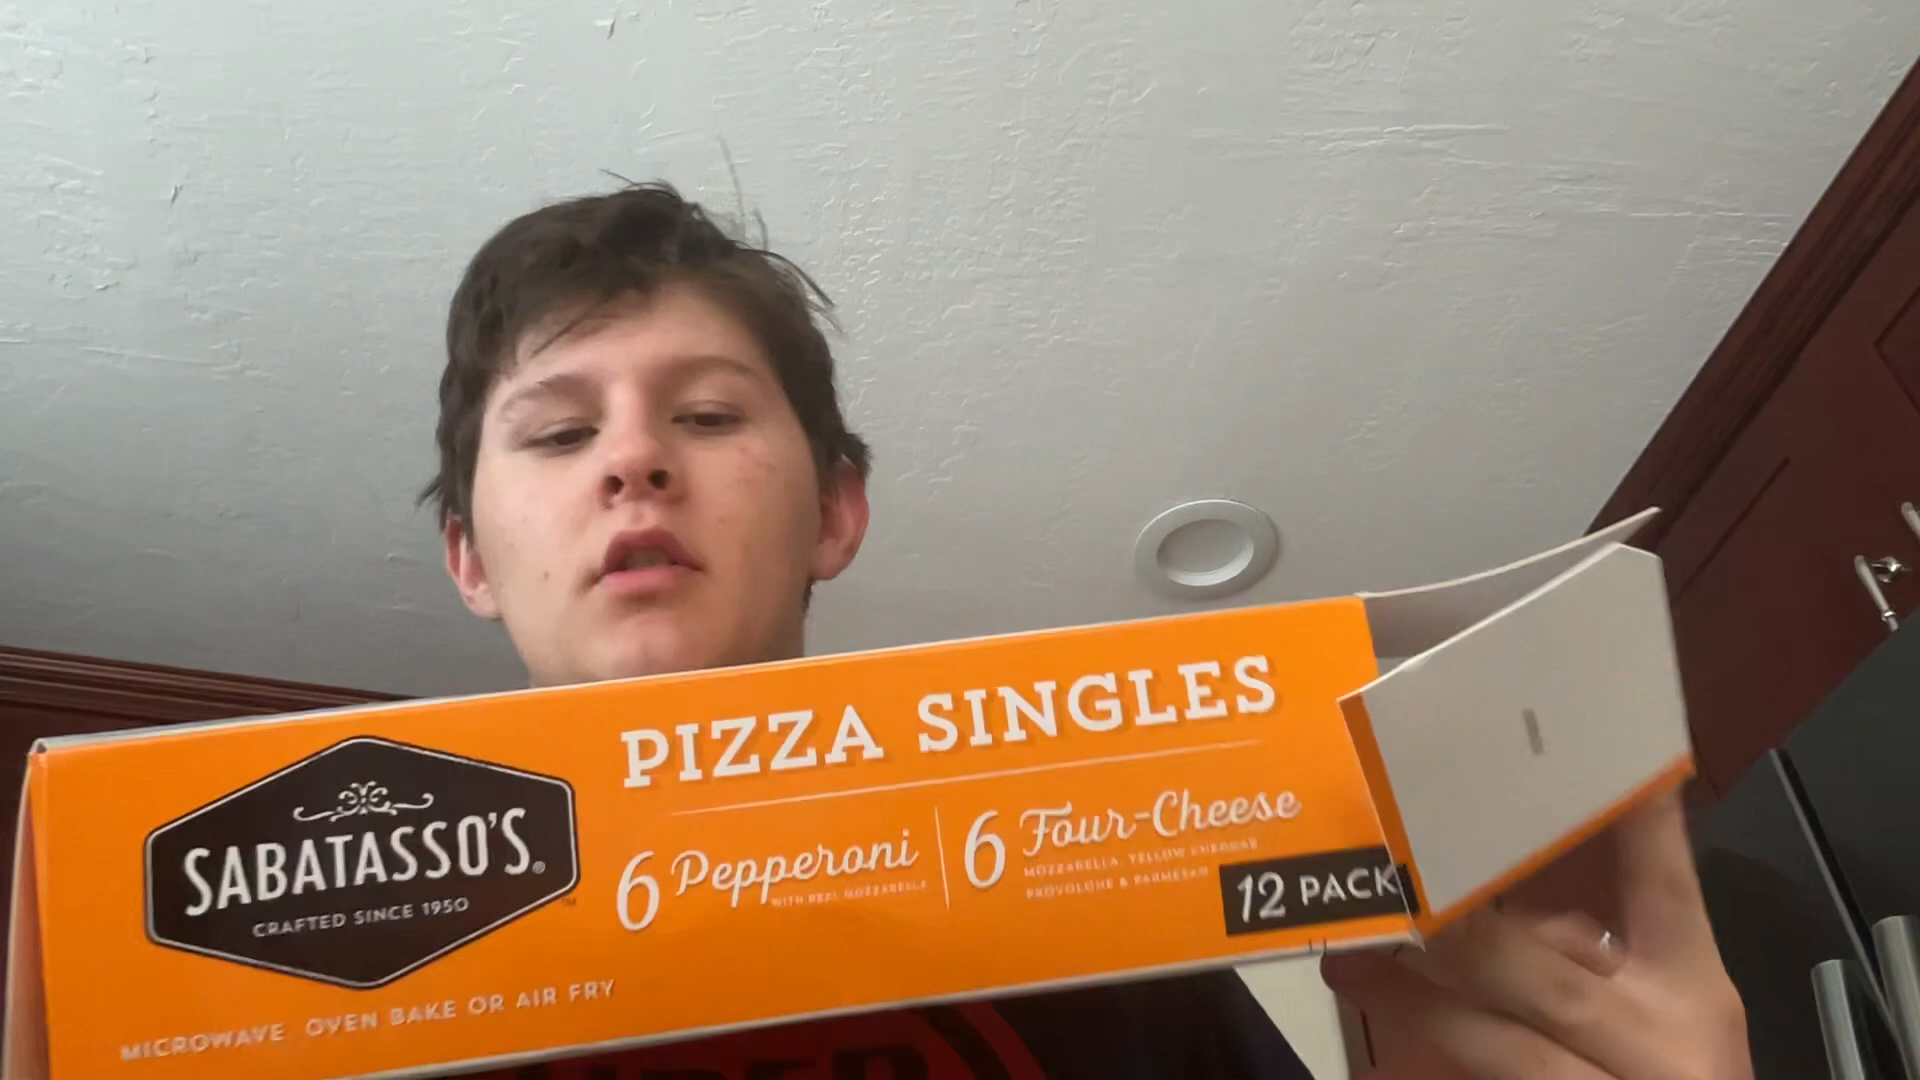 PIZZA SINGLES
SABATASSO'S®
CRAFTED SINCE 1950
™
6 Pepperoni
WITH REAL MOZZARELLA
6 Four-Cheese
MOZZARELLA, YELLOW CHEDDAR
PROVOLONE & PARMESAN
12 PACK
MICROWAVE OVEN BAKE OR AIR FRY